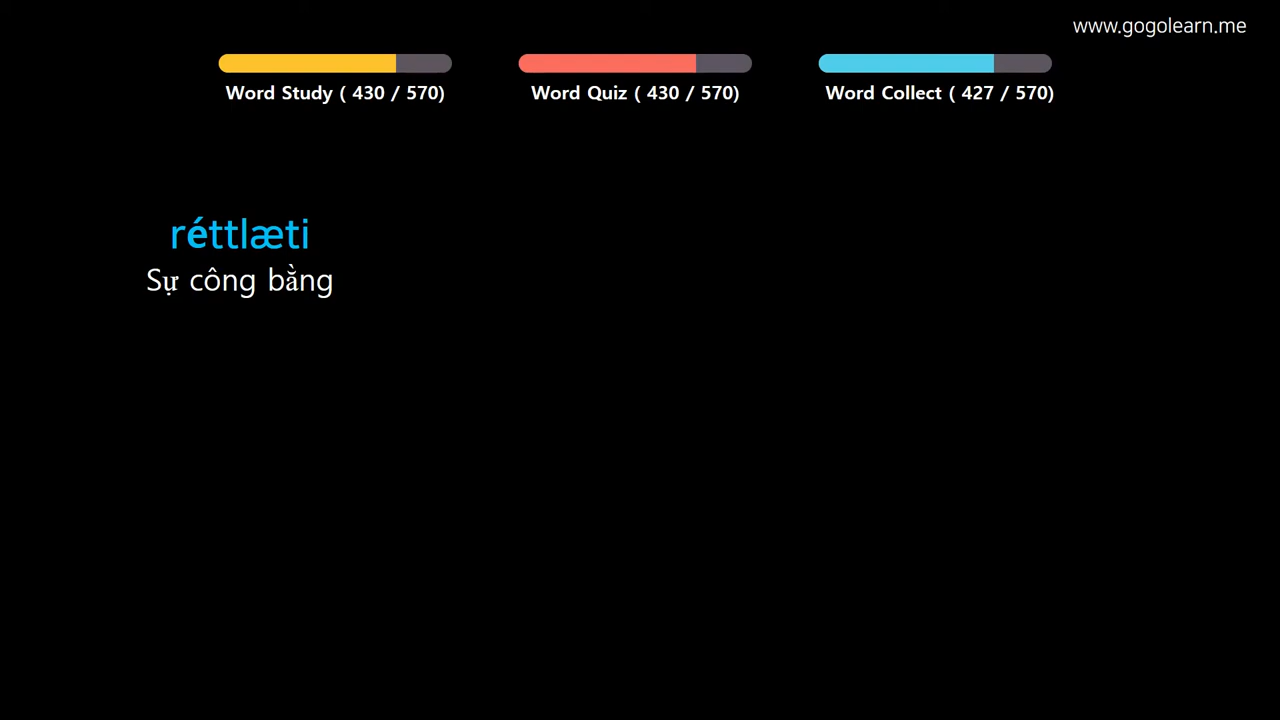 www.gogolearn.me
Word Study ( 430 / 570)
Word Quiz ( 430 / 570)
Word Collect ( 427 / 570)
réttlæti
Sự công bằng